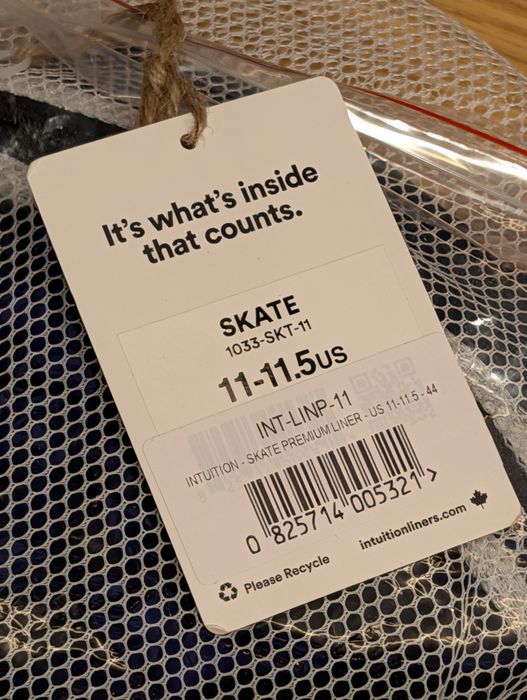 It's what's inside
that counts.
SKATE
1033-SKT-11
11-11.5US
INT-LINP-11
INTUITION - SKATE PREMIUM LINER - US 11-11.5 - 44
0 825714 005321 >
Please Recycle
intuitionliners.com